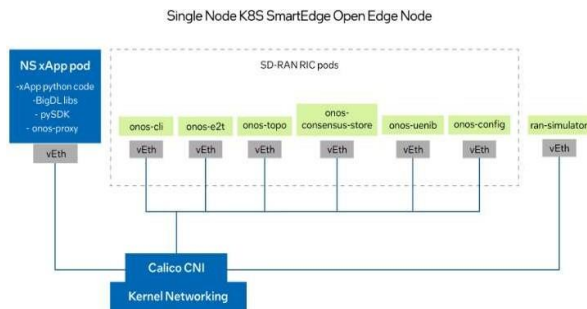 Single Node K8S SmartEdge Open Edge Node
NS xApp pod
-xApp python code
-BigDL libs
- pySDK
- onos-proxy
vEth
SD-RAN RIC pods
onos-cli
onos-e2t
onos-topo
onos-
consensus-store
onos-uenib
onos-config
ran-simulator
vEth
vEth
vEth
vEth
vEth
vEth
vEth
Calico CNI
Kernel Networking